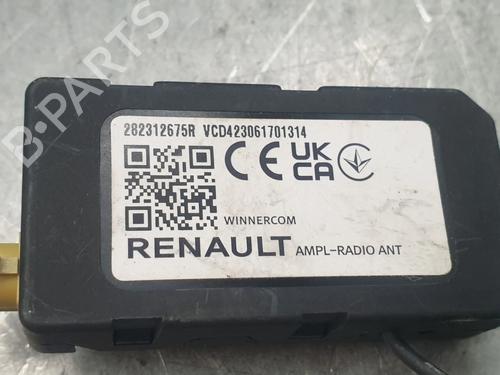 282312675R VCD423061701314
CE UK
CA
WINNERCOM
RENAULT AMPL-RADIO ANT
B-Parts